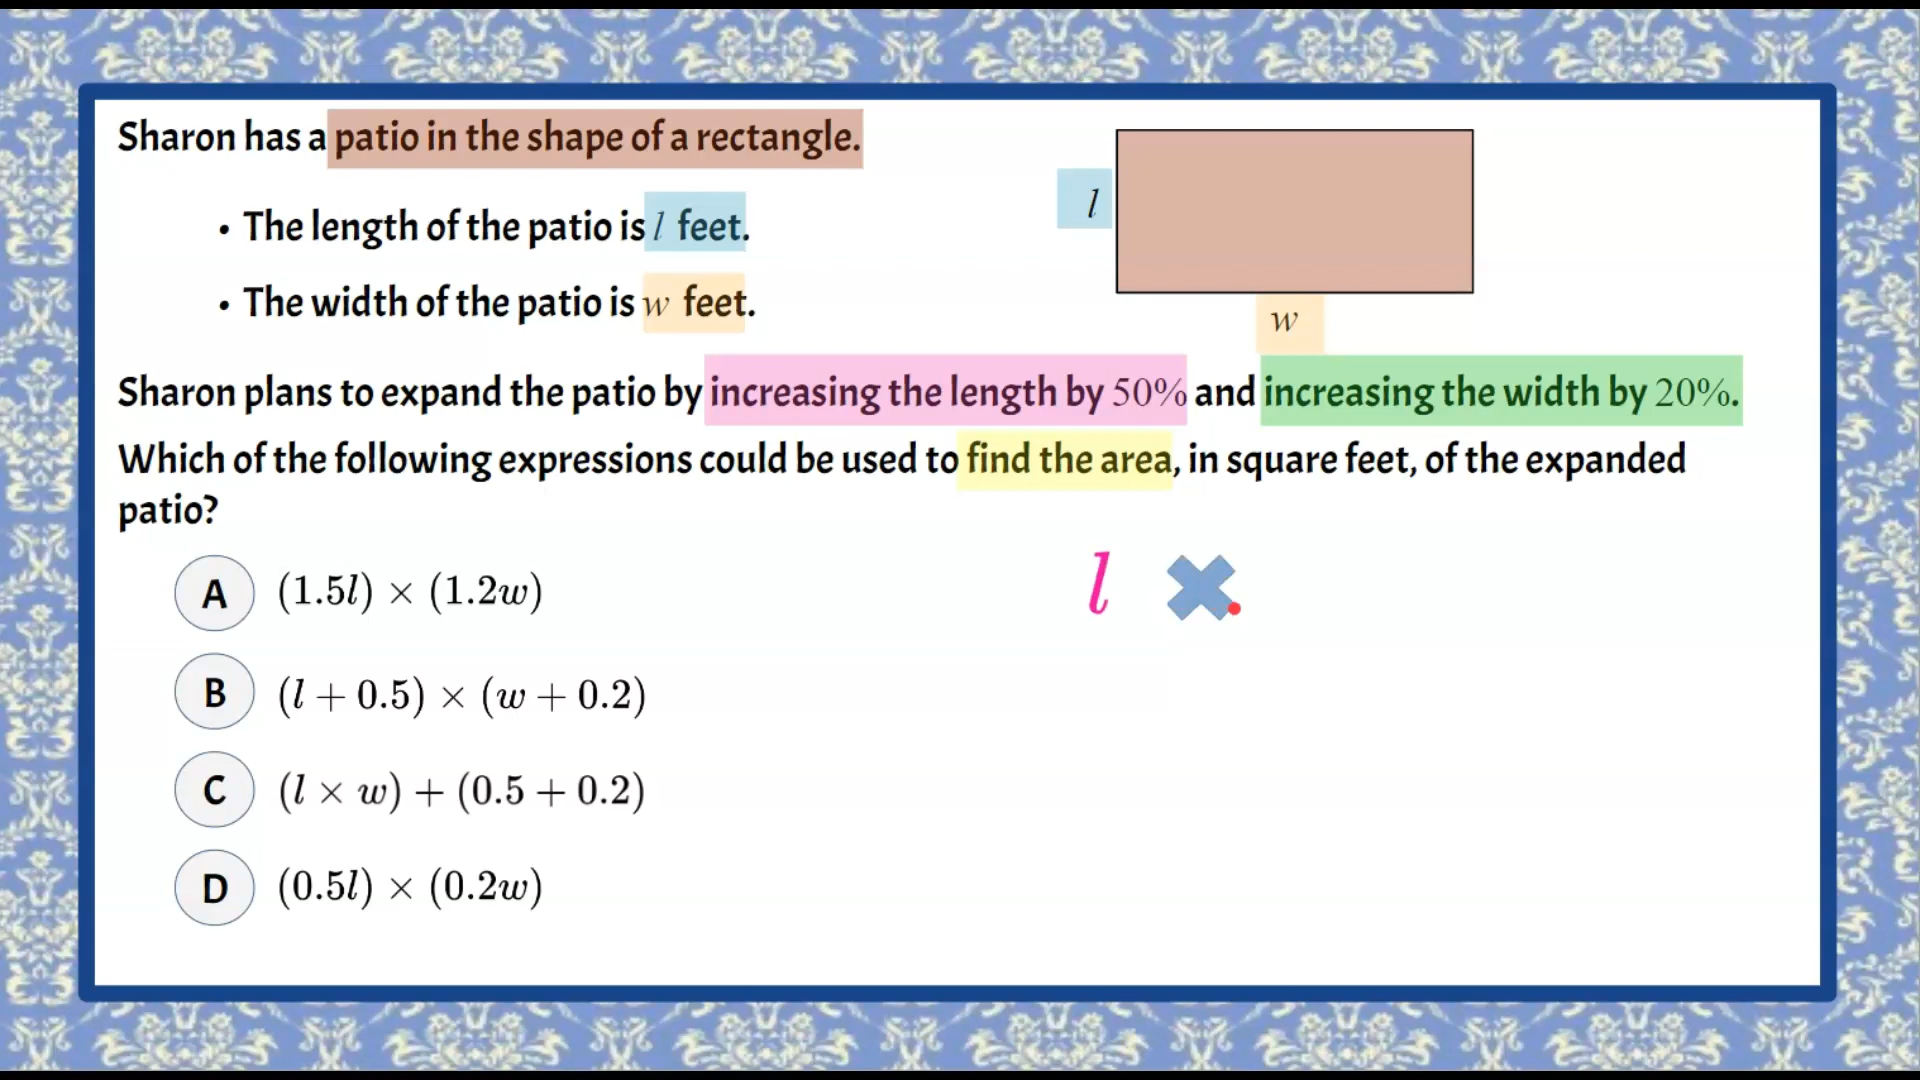 Sharon has a patio in the shape of a rectangle.
• The length of the patio is l feet.
l
• The width of the patio is w feet.
w
Sharon plans to expand the patio by increasing the length by 50% and increasing the width by 20%.
Which of the following expressions could be used to find the area, in square feet, of the expanded
patio?
A (1.5l) × (1.2w)
l ×
B (l + 0.5) × (w + 0.2)
C (l × w) + (0.5 + 0.2)
D (0.5l) × (0.2w)